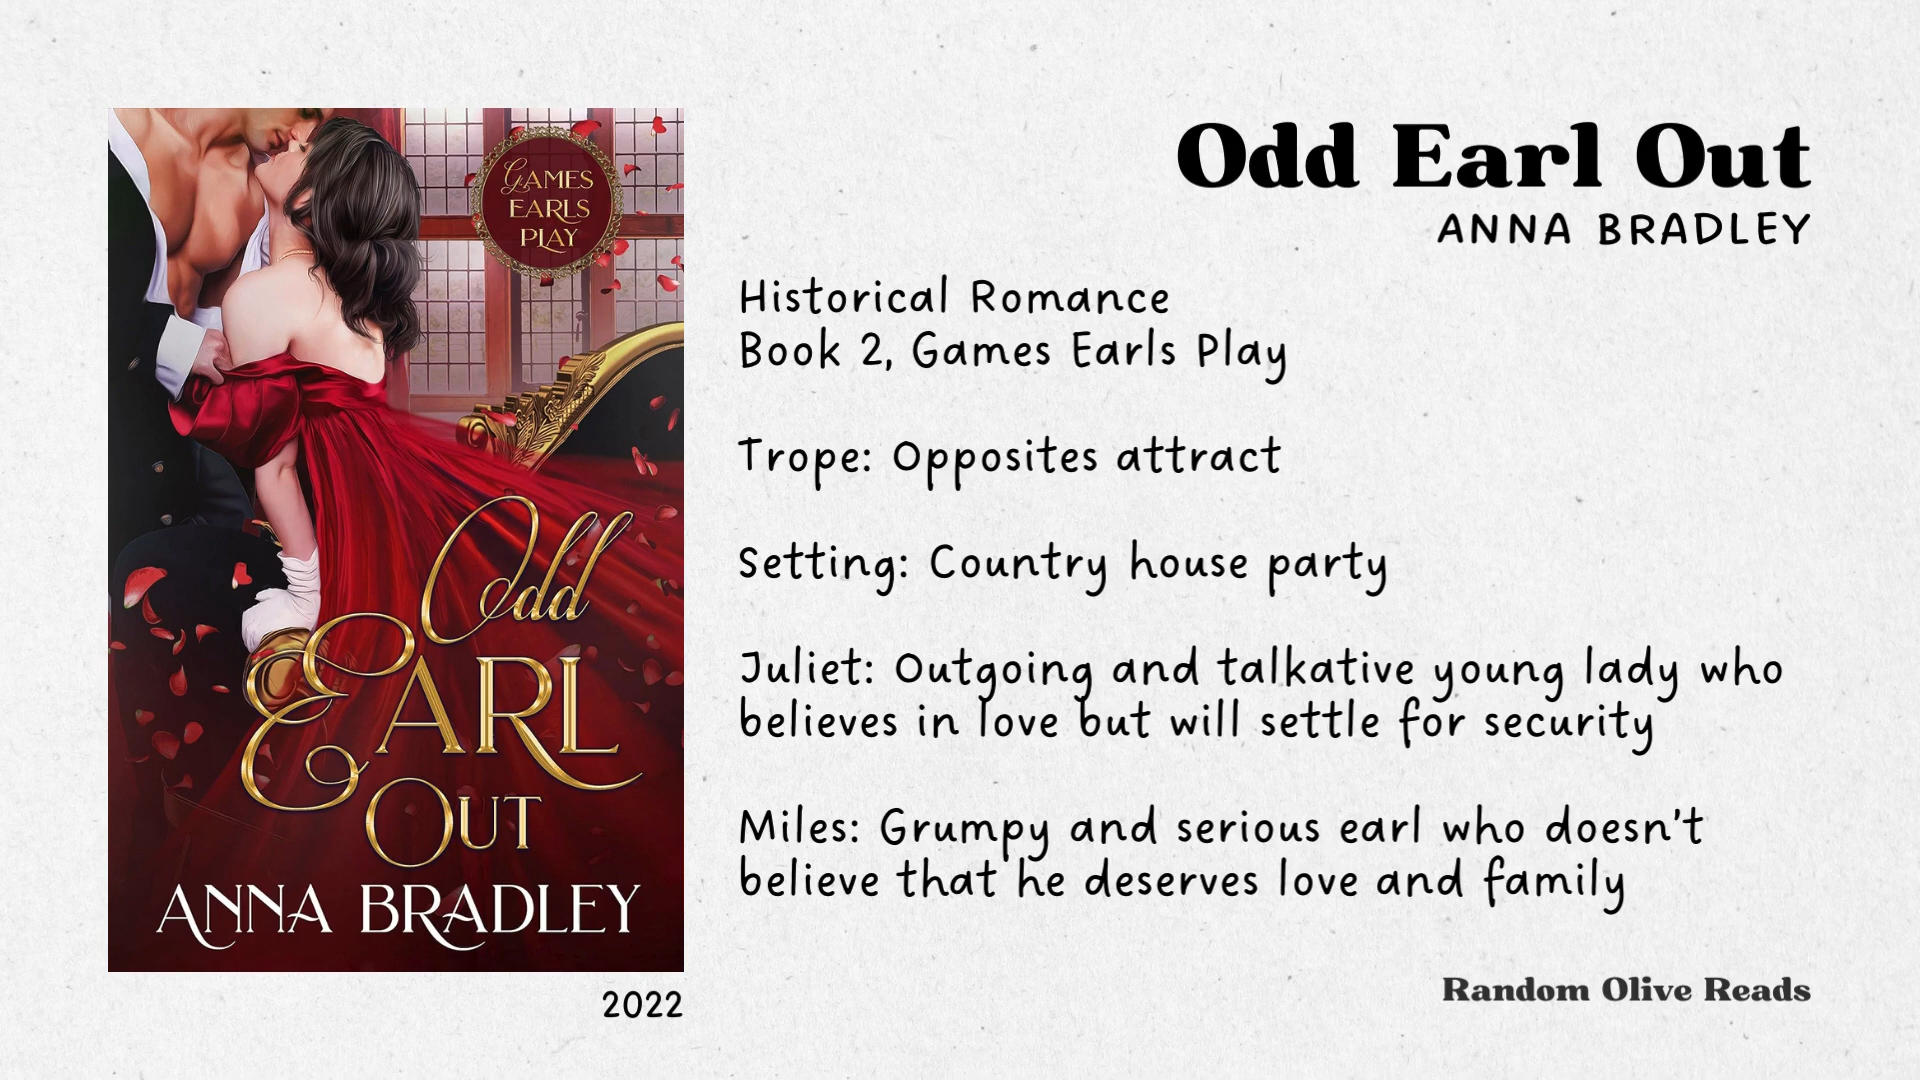 GAMES
EARLS
PLAY
Odd
EARL
OUT
ANNA BRADLEY
2022
Odd Earl Out
ANNA BRADLEY
Historical Romance
Book 2, Games Earls Play
Trope: Opposites attract
Setting: Country house party
Juliet: Outgoing and talkative young lady who
believes in love but will settle for security
Miles: Grumpy and serious earl who doesn't
believe that he deserves love and family
Random Olive Reads